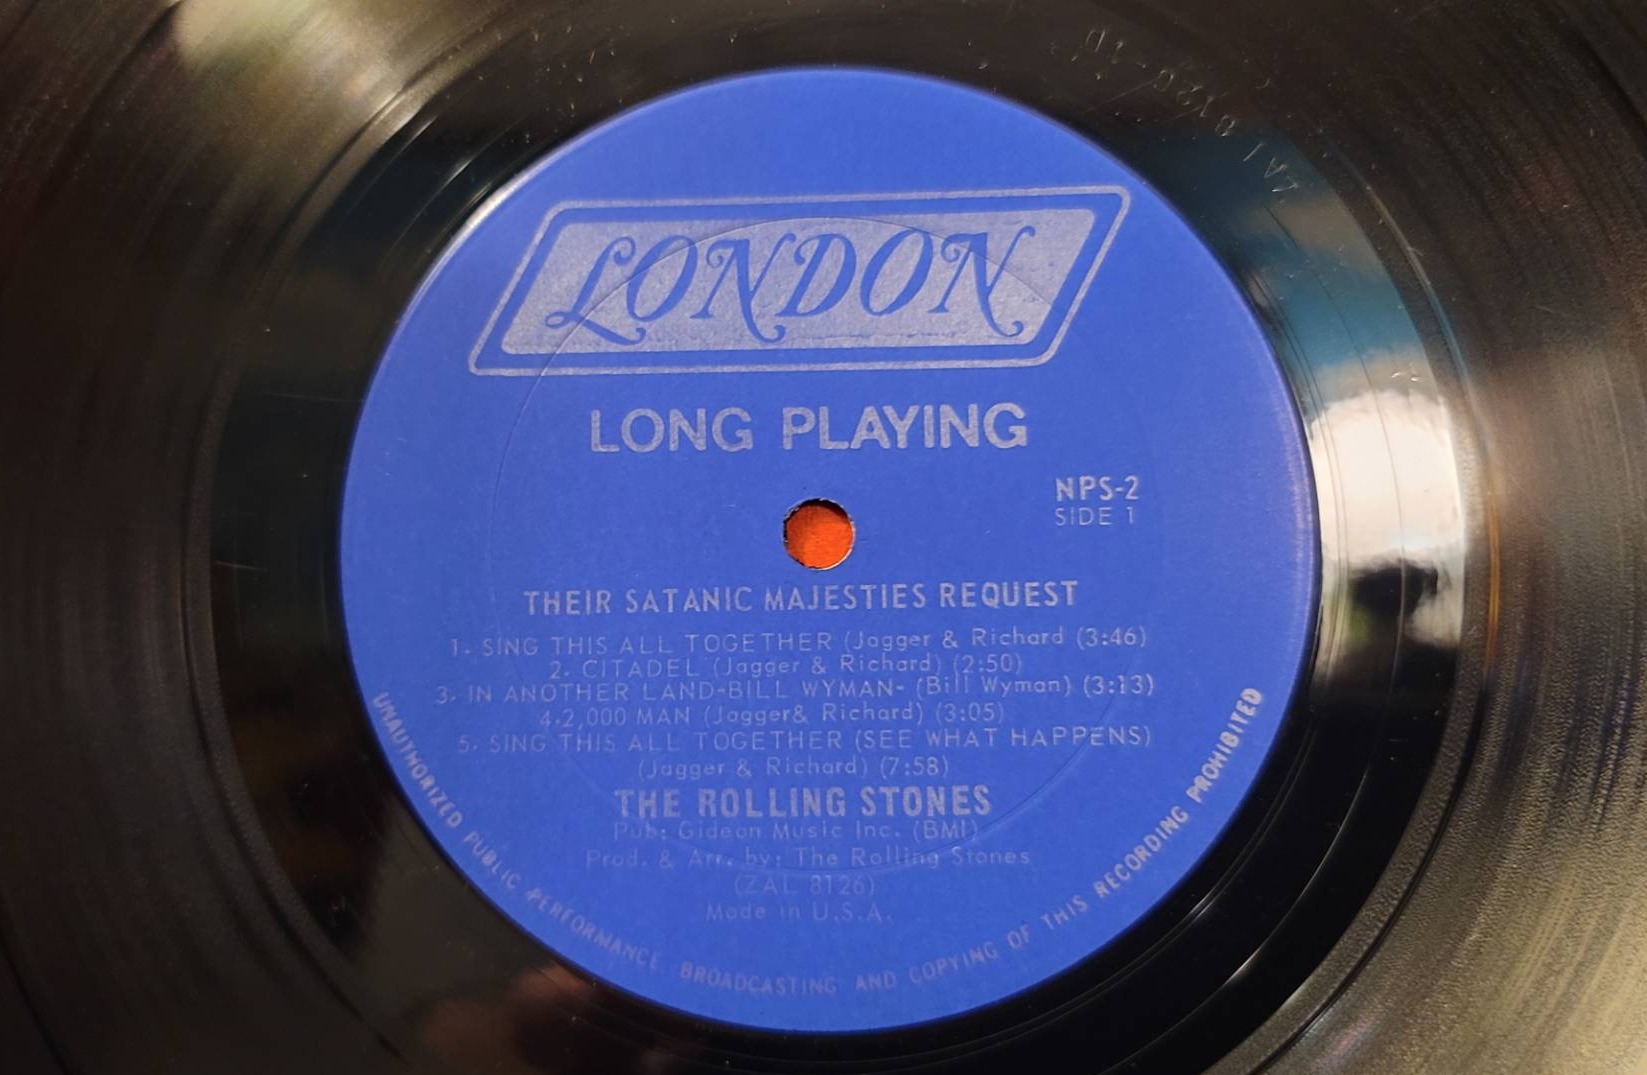 LONDON
LONG PLAYING
NPS-2
SIDE 1
THEIR SATANIC MAJESTIES REQUEST
1. SING THIS ALL TOGETHER (Jagger & Richard (3:46)
2. CITADEL (Jagger & Richard) (2:50)
3. IN ANOTHER LAND-BILL WYMAN- (Bill Wyman) (3:13)
4.2,000 MAN (Jagger& Richard) (3:05)
5. SING THIS ALL TOGETHER (SEE WHAT HAPPENS)
(Jagger & Richard) (7:58)
THE ROLLING STONES
Pub: Gideon Music Inc. (BMI)
Prod. & Arr. by: The Rolling Stones
(ZAL 8126)
Made in U.S.A.
UNAUTHORIZED PUBLIC PERFORMANCE, BROADCASTING AND COPYING OF THIS RECORDING PROHIBITED